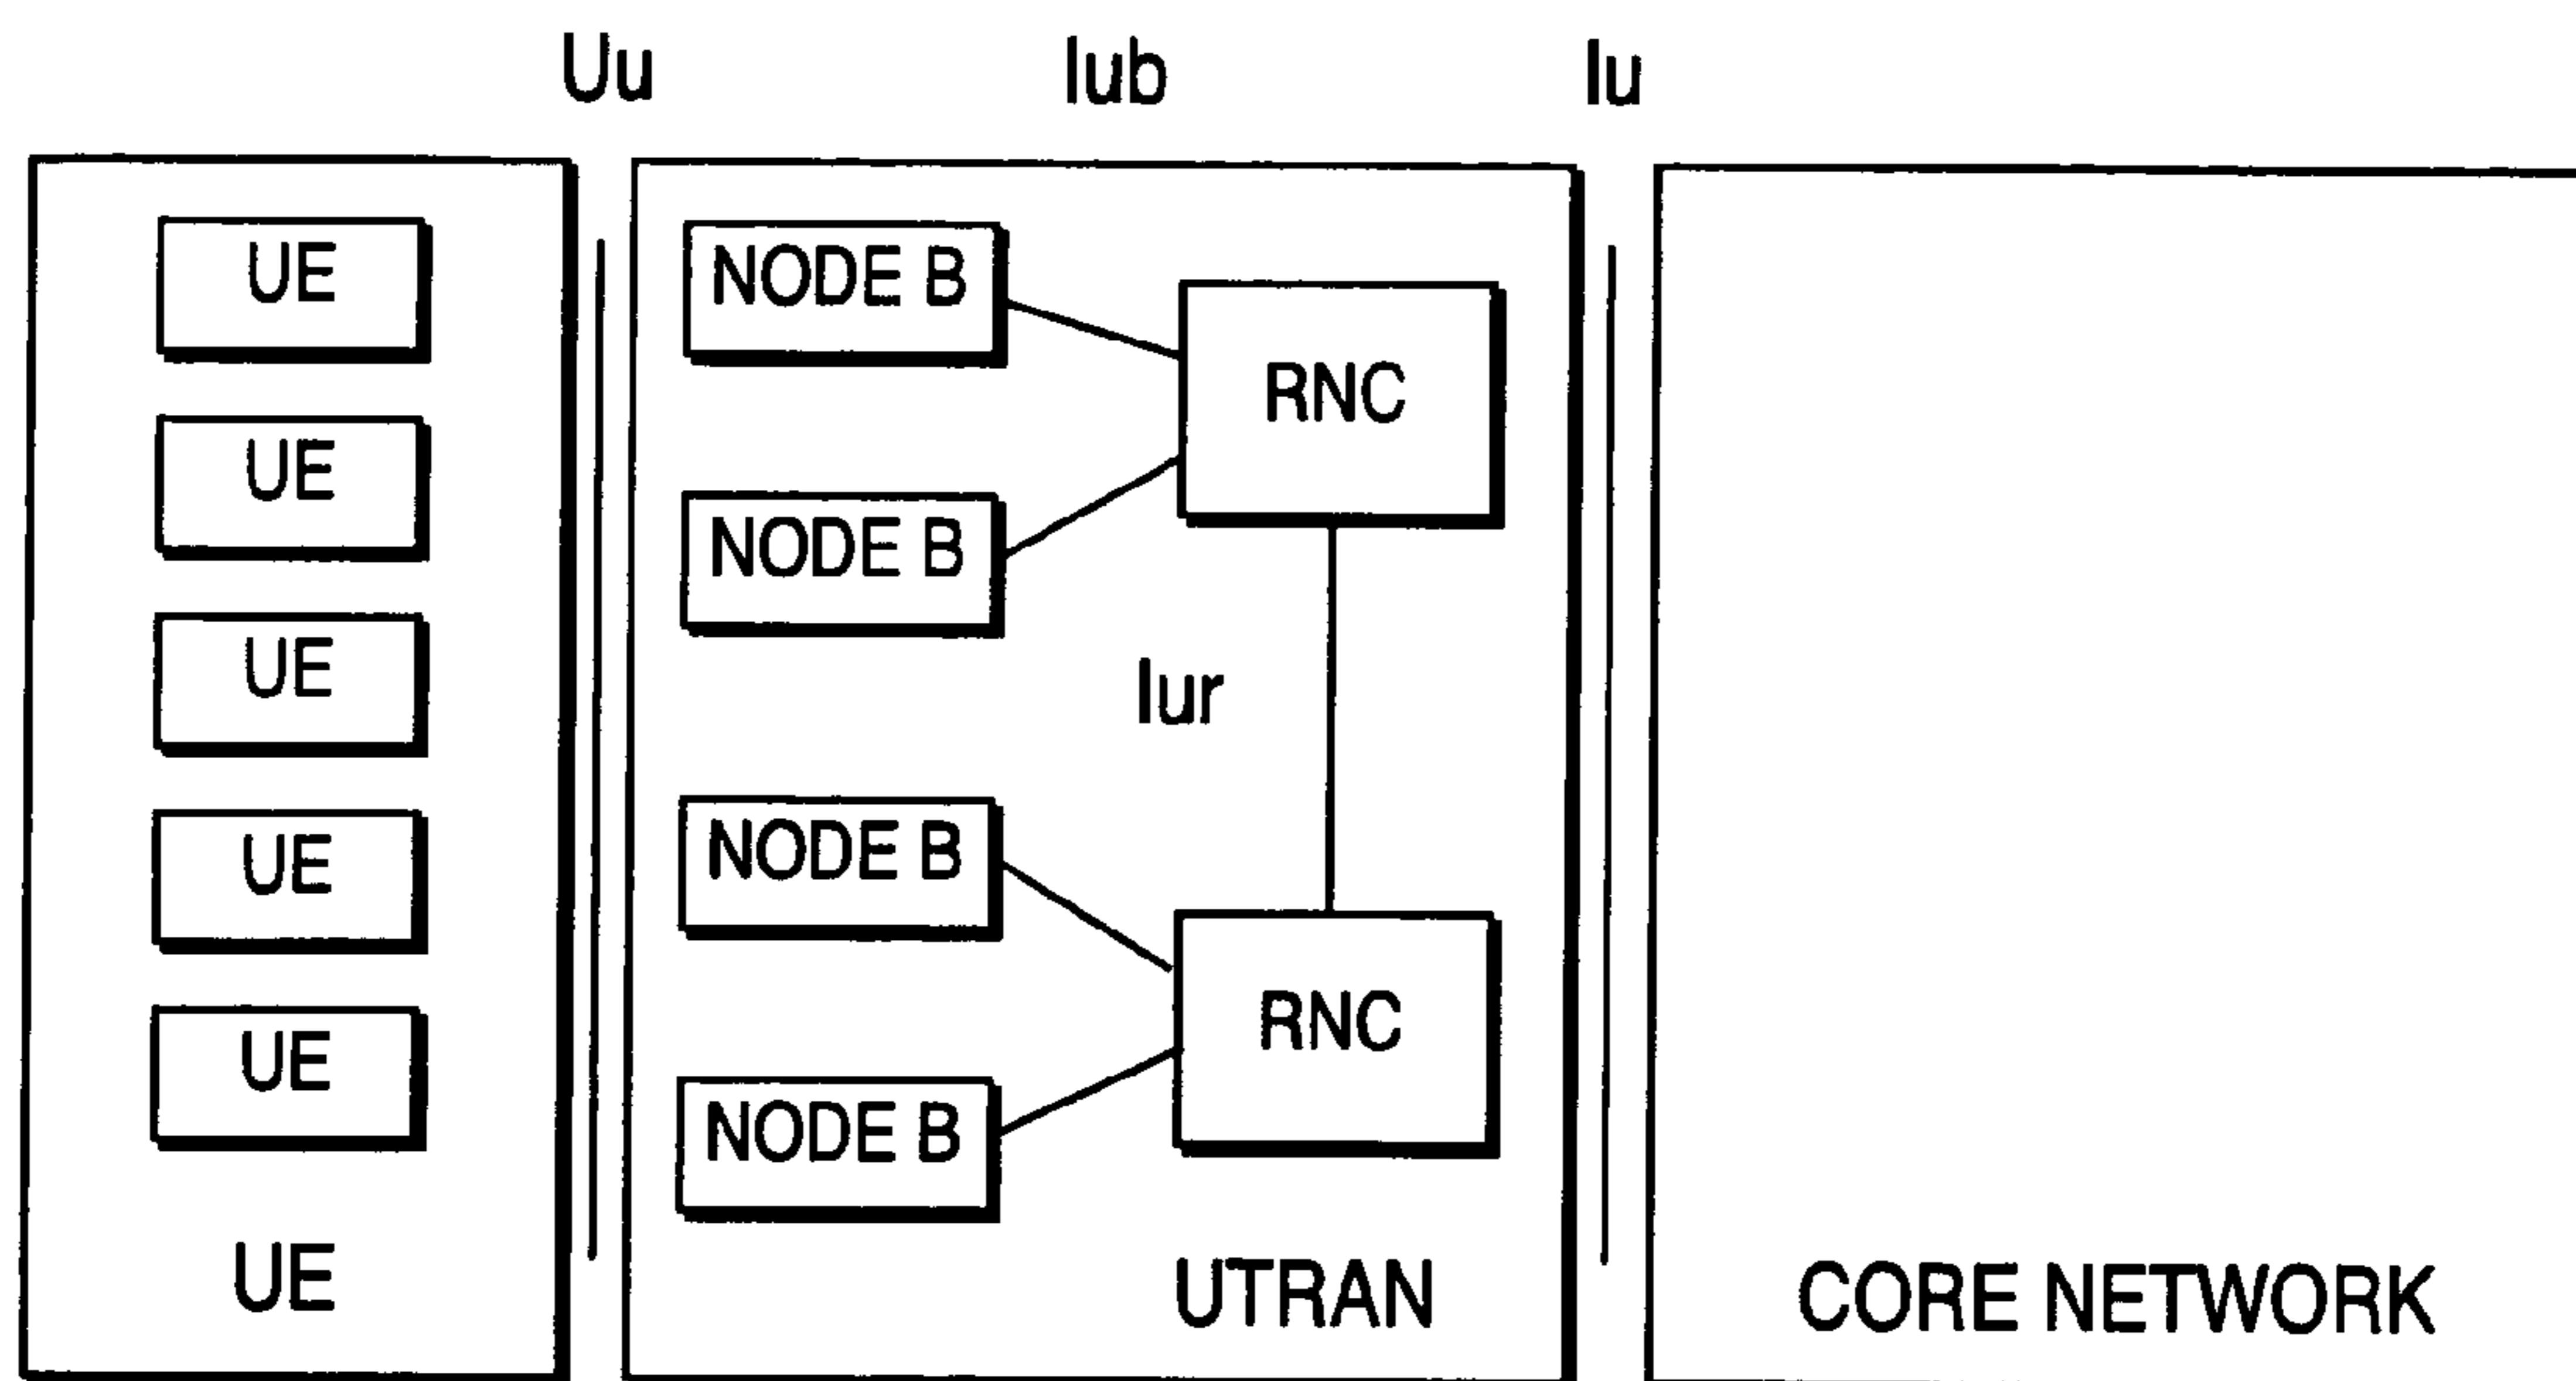 Uu
Iub
Iu
UE
UE
UE
UE
UE
UE
NODE B
NODE B
NODE B
NODE B
RNC
Iur
RNC
UTRAN
CORE NETWORK